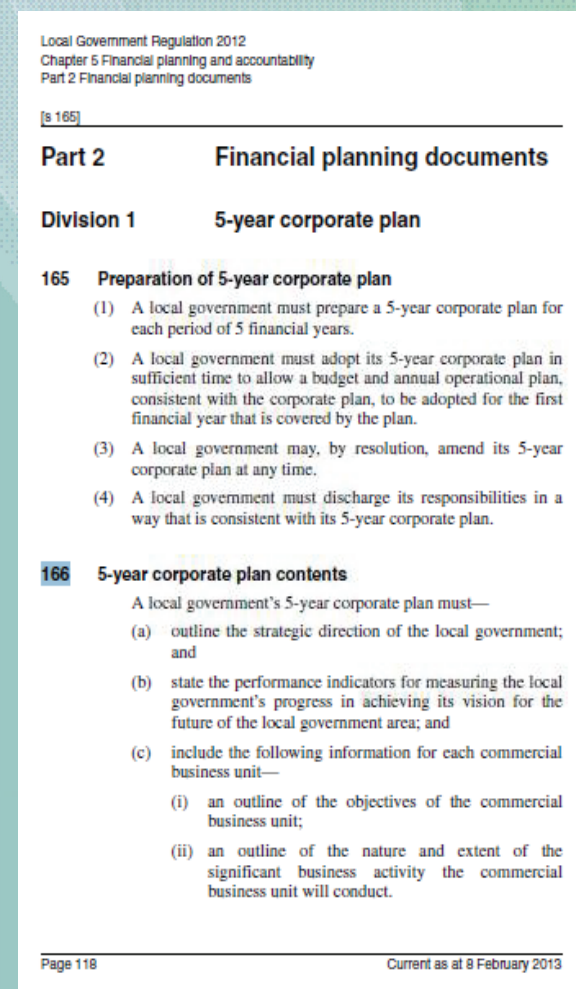 Local Government Regulation 2012
Chapter 5 Financial planning and accountability
Part 2 Financial planning documents
[s 165]
Part 2 Financial planning documents
Division 1 5-year corporate plan
165 Preparation of 5-year corporate plan
(1) A local government must prepare a 5-year corporate plan for
each period of 5 financial years.
(2) A local government must adopt its 5-year corporate plan in
sufficient time to allow a budget and annual operational plan,
consistent with the corporate plan, to be adopted for the first
financial year that is covered by the plan.
(3) A local government may, by resolution, amend its 5-year
corporate plan at any time.
(4) A local government must discharge its responsibilities in a
way that is consistent with its 5-year corporate plan.
166 5-year corporate plan contents
A local government's 5-year corporate plan must—
(a) outline the strategic direction of the local government;
and
(b) state the performance indicators for measuring the local
government's progress in achieving its vision for the
future of the local government area; and
(c) include the following information for each commercial
business unit—
(i) an outline of the objectives of the commercial
business unit;
(ii) an outline of the nature and extent of the
significant business activity the commercial
business unit will conduct.
Page 118 Current as at 8 February 2013